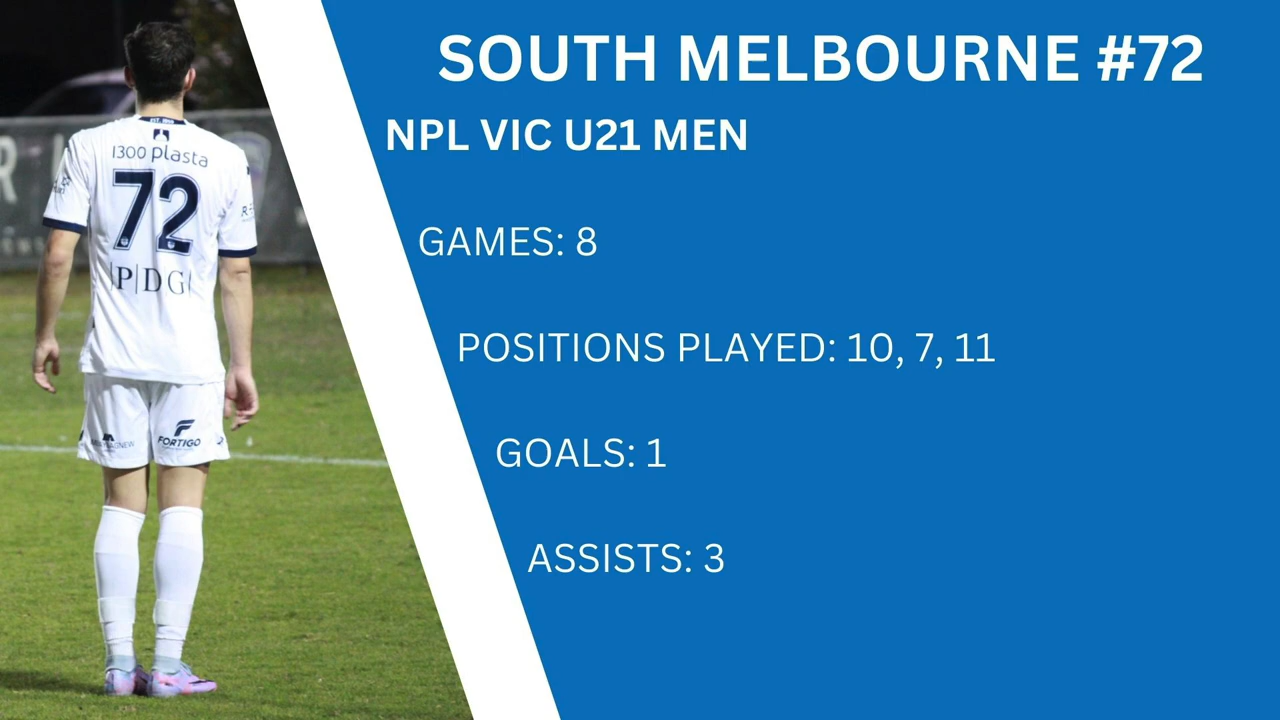 SOUTH MELBOURNE #72
NPL VIC U21 MEN
GAMES: 8
POSITIONS PLAYED: 10, 7, 11
GOALS: 1
ASSISTS: 3
1300 plasta
72
|P|DG|
FORTIGO